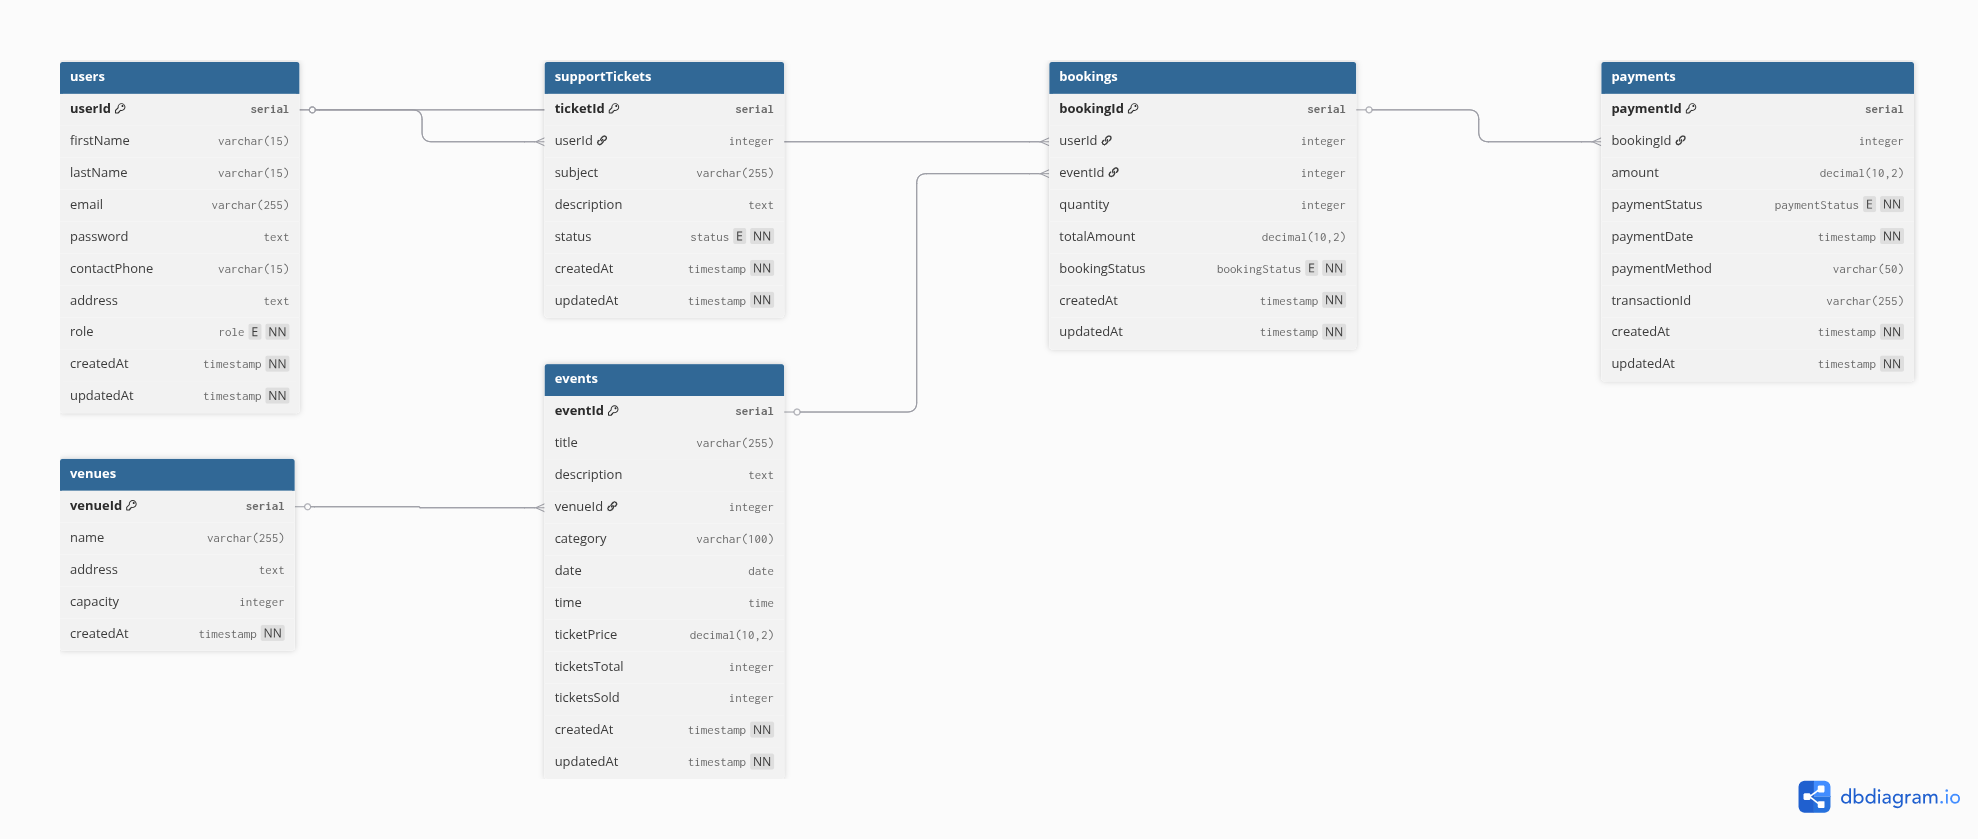 users
userId serial
firstName varchar(15)
lastName varchar(15)
email varchar(255)
password text
contactPhone varchar(15)
address text
role role E NN
createdAt timestamp NN
updatedAt timestamp NN
supportTickets
ticketId serial
userId integer
subject varchar(255)
description text
status status E NN
createdAt timestamp NN
updatedAt timestamp NN
bookings
bookingId serial
userId integer
eventId integer
quantity integer
totalAmount decimal(10,2)
bookingStatus bookingStatus E NN
createdAt timestamp NN
updatedAt timestamp NN
payments
paymentId serial
bookingId integer
amount decimal(10,2)
paymentStatus paymentStatus E NN
paymentDate timestamp NN
paymentMethod varchar(50)
transactionId varchar(255)
createdAt timestamp NN
updatedAt timestamp NN
venues
venueId serial
name varchar(255)
address text
capacity integer
createdAt timestamp NN
events
eventId serial
title varchar(255)
description text
venueId integer
category varchar(100)
date date
time time
ticketPrice decimal(10,2)
ticketsTotal integer
ticketsSold integer
createdAt timestamp NN
updatedAt timestamp NN
dbdiagram.io